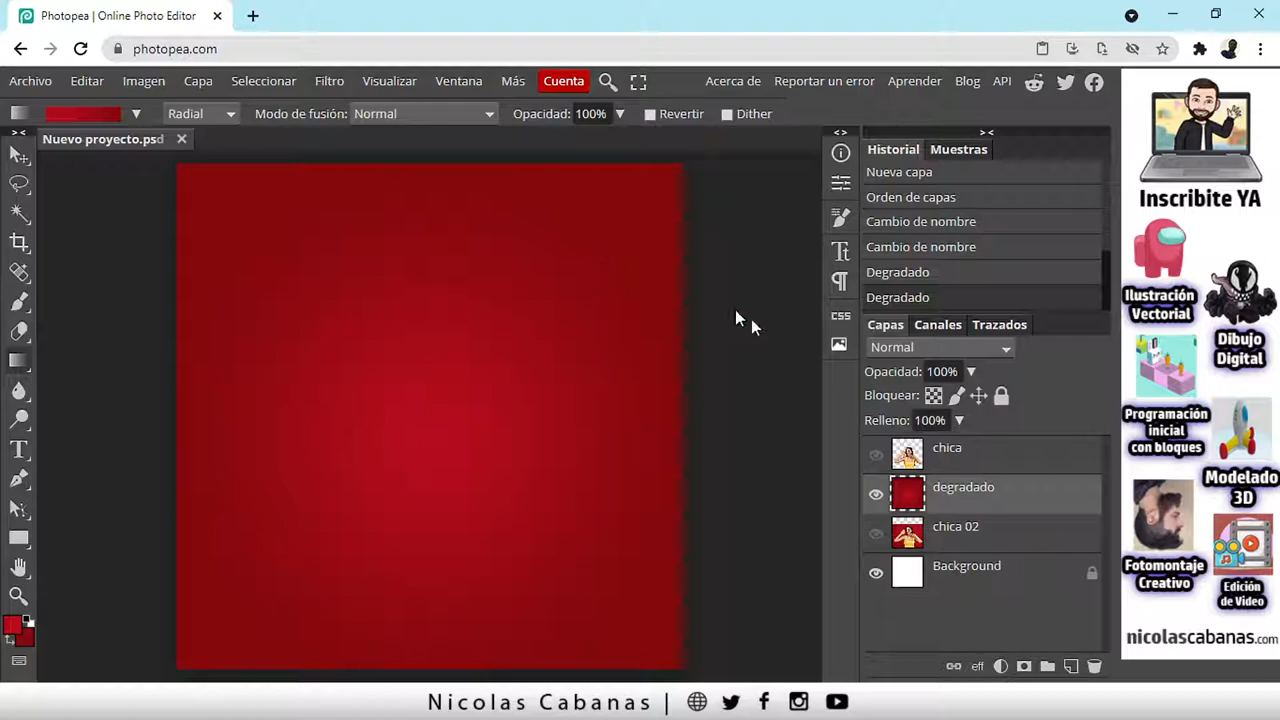 Photopea | Online Photo Editor
photopea.com
Archivo Editar Imagen Capa Seleccionar Filtro Visualizar Ventana Más Cuenta Acerca de Reportar un error Aprender Blog API
Radial Modo de fusión: Normal Opacidad: 100% Revertir Dither
Nuevo proyecto.psd
Historial Muestras
Nueva capa
Orden de capas
Cambio de nombre
Cambio de nombre
Degradado
Degradado
CSS
Capas Canales Trazados
Normal
Opacidad: 100%
Bloquear:
Relleno: 100%
chica
degradado
chica 02
Background
eff
Inscribite YA
Ilustración
Vectorial
Dibujo
Digital
Programación
inicial
con bloques
Modelado
3D
Fotomontaje
Creativo
Edición
de Video
nicolascabanas.com
Nicolas Cabanas |